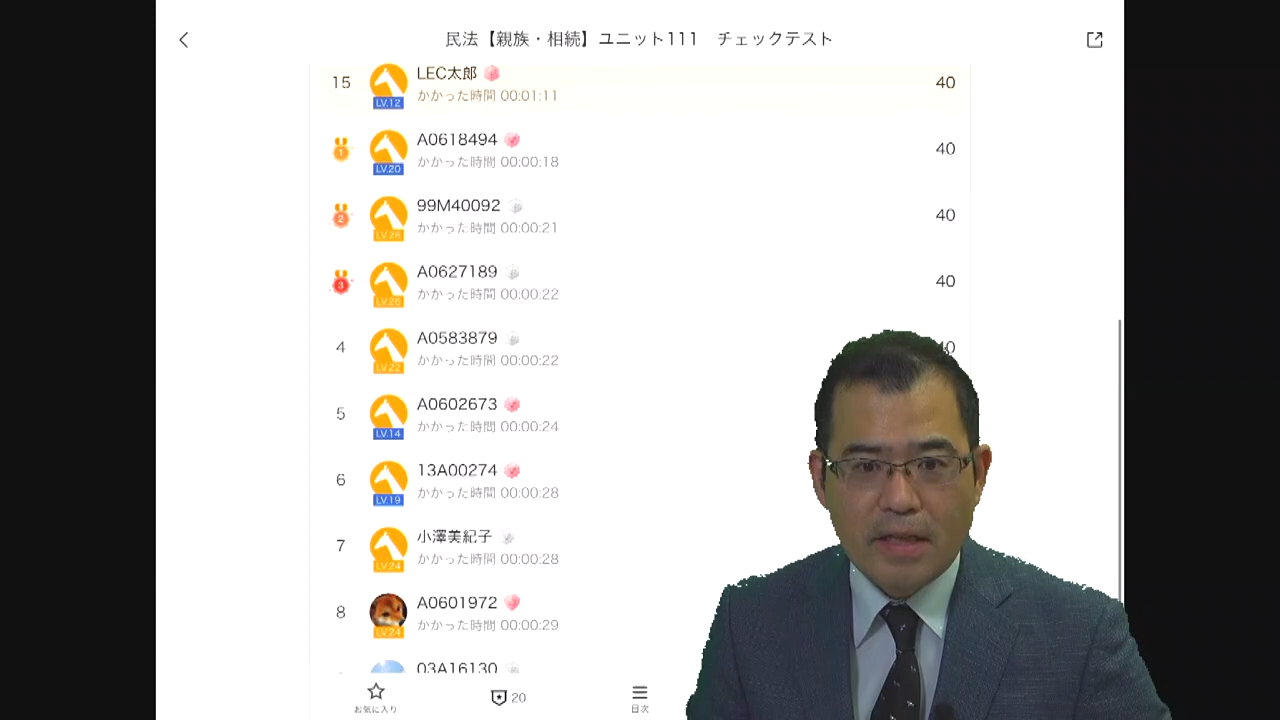 民法【親族・相続】ユニット111　チェックテスト
15 LEC太郎 40
LV.12 かかった時間 00:01:11
1 A0618494 40
LV.20 かかった時間 00:00:18
2 99M40092 40
LV.26 かかった時間 00:00:21
3 A0627189 40
LV.26 かかった時間 00:00:22
4 A0583879
LV.22 かかった時間 00:00:22
5 A0602673
LV.14 かかった時間 00:00:24
6 13A00274
LV.19 かかった時間 00:00:28
7 小澤美紀子
LV.24 かかった時間 00:00:28
8 A0601972
LV.24 かかった時間 00:00:29
03A16130
20
お気に入り 目次